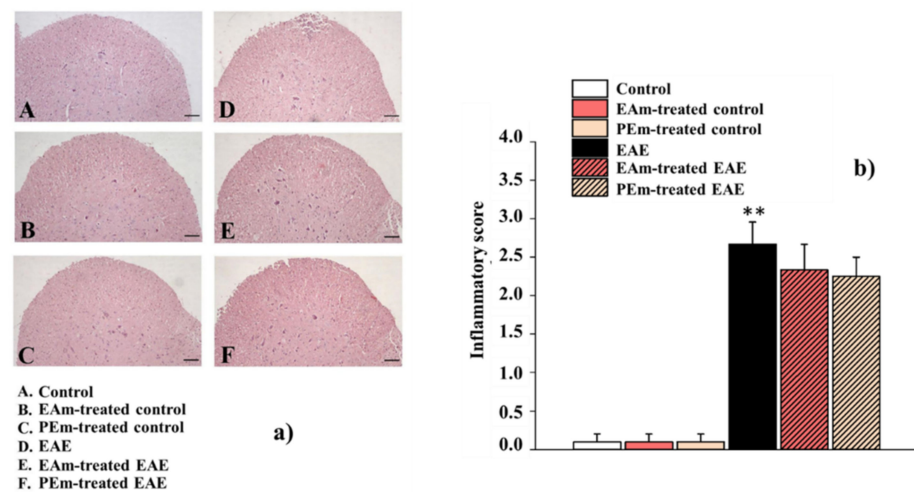 A
D
B
E
C
F
A. Control
B. EAm-treated control
C. PEm-treated control
D. EAE
E. EAm-treated EAE
F. PEm-treated EAE
a)
Control
EAm-treated control
PEm-treated control
EAE
EAm-treated EAE
PEm-treated EAE
b)
Inflammatory score
4.0
3.5
3.0
2.5
2.0
1.5
1.0
0.5
0.0
**